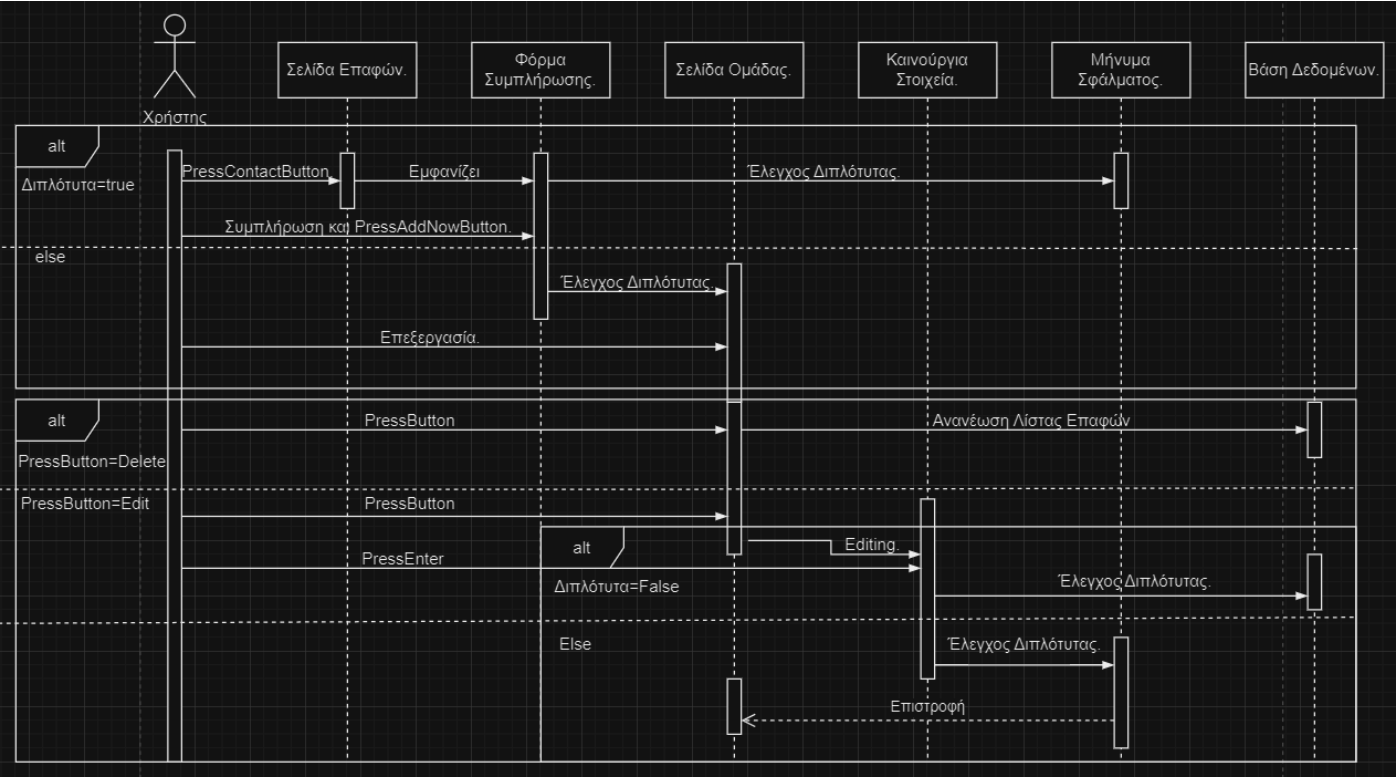 Χρήστης
Σελίδα Επαφών.
Φόρμα
Συμπλήρωσης.
Σελίδα Ομάδας.
Καινούργια
Στοιχεία.
Μήνυμα
Σφάλματος.
Βάση Δεδομένων.
alt
Διπλότυτα=true
PressContactButton
Εμφανίζει
Έλεγχος Διπλότυτας.
Συμπλήρωση και PressAddNowButton.
else
Έλεγχος Διπλότυτας.
Επεξεργασία.
alt
PressButton
Ανανέωση Λίστας Επαφών
PressButton=Delete
PressButton=Edit
PressButton
alt
Editing.
PressEnter
Διπλότυτα=False
Έλεγχος Διπλότυτας.
Else
Έλεγχος Διπλότυτας.
Επιστροφή